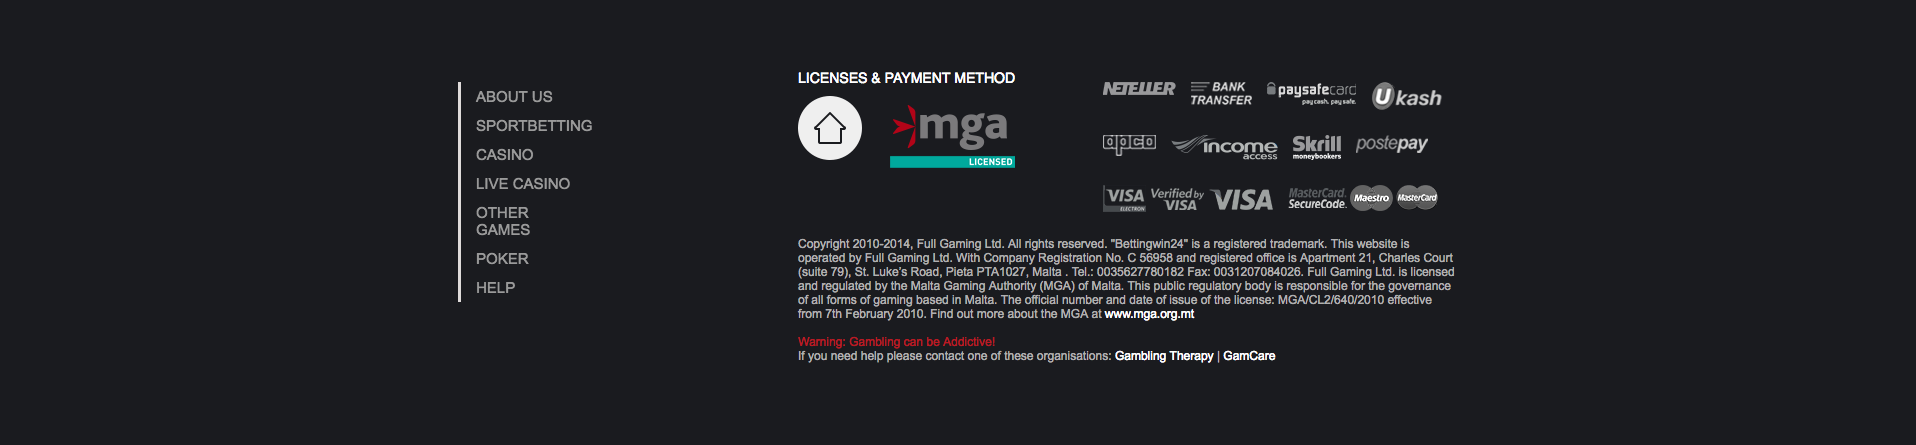 ABOUT US
SPORTBETTING
CASINO
LIVE CASINO
OTHER
GAMES
POKER
HELP
LICENSES & PAYMENT METHOD
mga
LICENSED
NETELLER
BANK
TRANSFER
paysafecard
pay cash. pay safe.
Ukash
apco
income
access
Skrill
moneybookers
postepay
VISA
ELECTRON
Verified by
VISA
VISA
MasterCard.
SecureCode.
Maestro
MasterCard
Copyright 2010-2014, Full Gaming Ltd. All rights reserved. "Bettingwin24" is a registered trademark. This website is
operated by Full Gaming Ltd. With Company Registration No. C 56958 and registered office is Apartment 21, Charles Court
(suite 79), St. Luke's Road, Pieta PTA1027, Malta . Tel.: 0035627780182 Fax: 0031207084026. Full Gaming Ltd. is licensed
and regulated by the Malta Gaming Authority (MGA) of Malta. This public regulatory body is responsible for the governance
of all forms of gaming based in Malta. The official number and date of issue of the license: MGA/CL2/640/2010 effective
from 7th February 2010. Find out more about the MGA at www.mga.org.mt
Warning: Gambling can be Addictive!
If you need help please contact one of these organisations: Gambling Therapy | GamCare